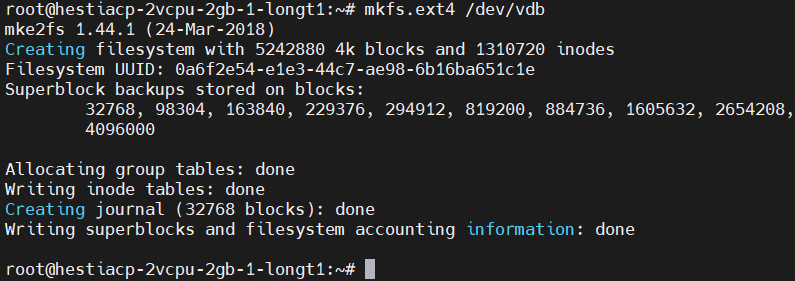 root@hestiacp-2vcpu-2gb-1-longt1:~# mkfs.ext4 /dev/vdb
mke2fs 1.44.1 (24-Mar-2018)
Creating filesystem with 5242880 4k blocks and 1310720 inodes
Filesystem UUID: 0a6f2e54-e1e3-44c7-ae98-6b16ba651c1e
Superblock backups stored on blocks:
        32768, 98304, 163840, 229376, 294912, 819200, 884736, 1605632, 2654208,
        4096000

Allocating group tables: done
Writing inode tables: done
Creating journal (32768 blocks): done
Writing superblocks and filesystem accounting information: done

root@hestiacp-2vcpu-2gb-1-longt1:~#